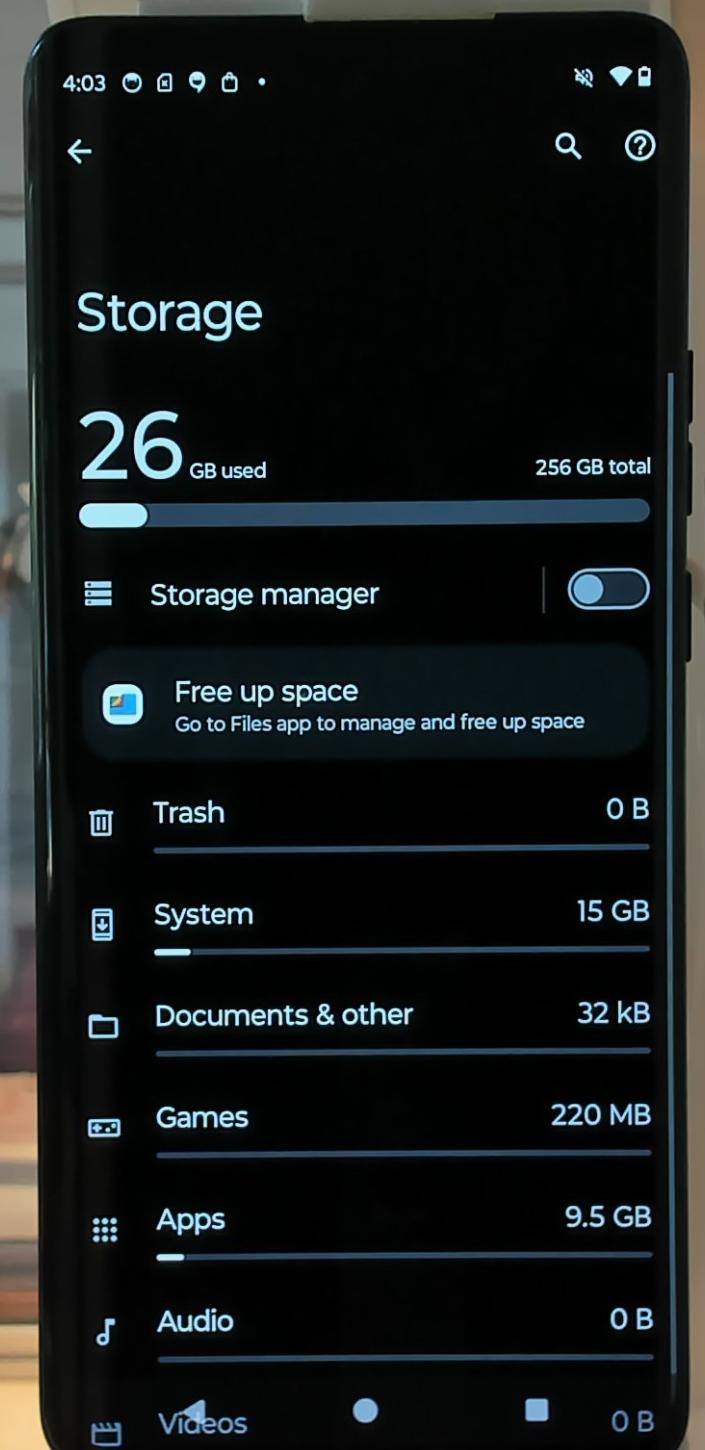 4:03
Storage
26 GB used 256 GB total
Storage manager
Free up space
Go to Files app to manage and free up space
Trash 0 B
System 15 GB
Documents & other 32 kB
Games 220 MB
Apps 9.5 GB
Audio 0 B
Videos 0 B